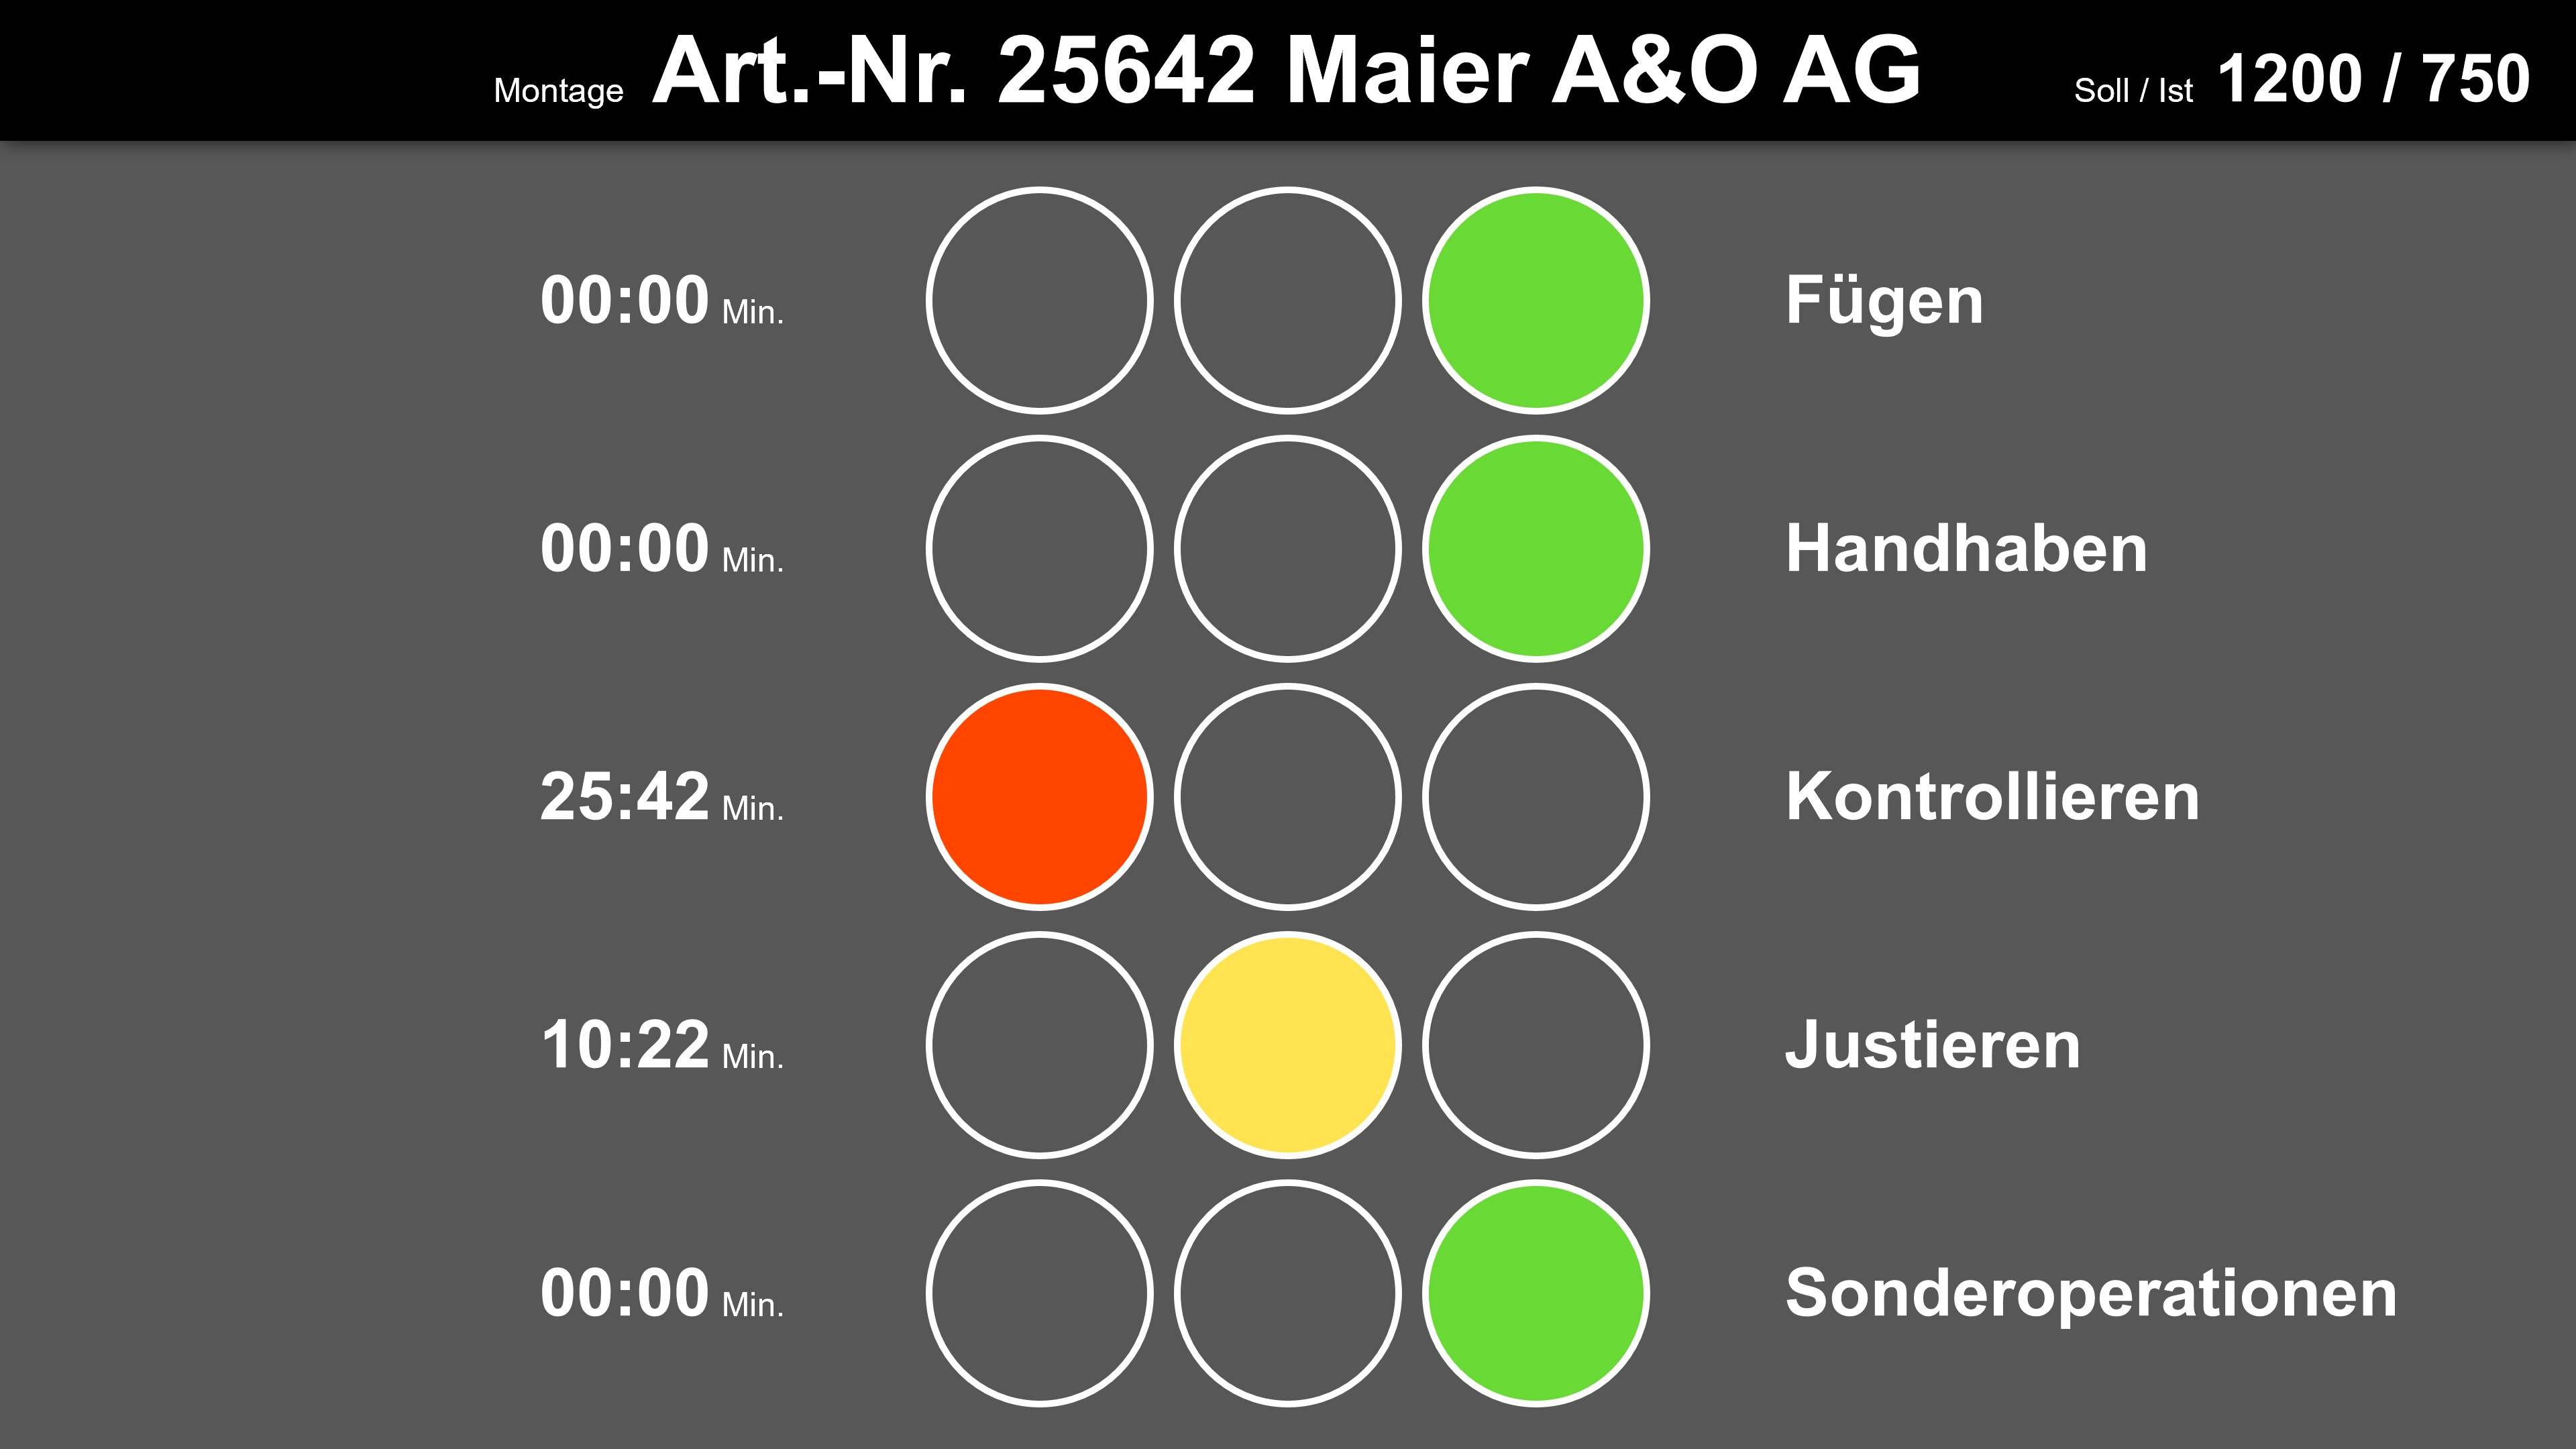 Montage Art.-Nr. 25642 Maier A&O AG Soll / Ist 1200 / 750
00:00 Min. Fügen
00:00 Min. Handhaben
25:42 Min. Kontrollieren
10:22 Min. Justieren
00:00 Min. Sonderoperationen